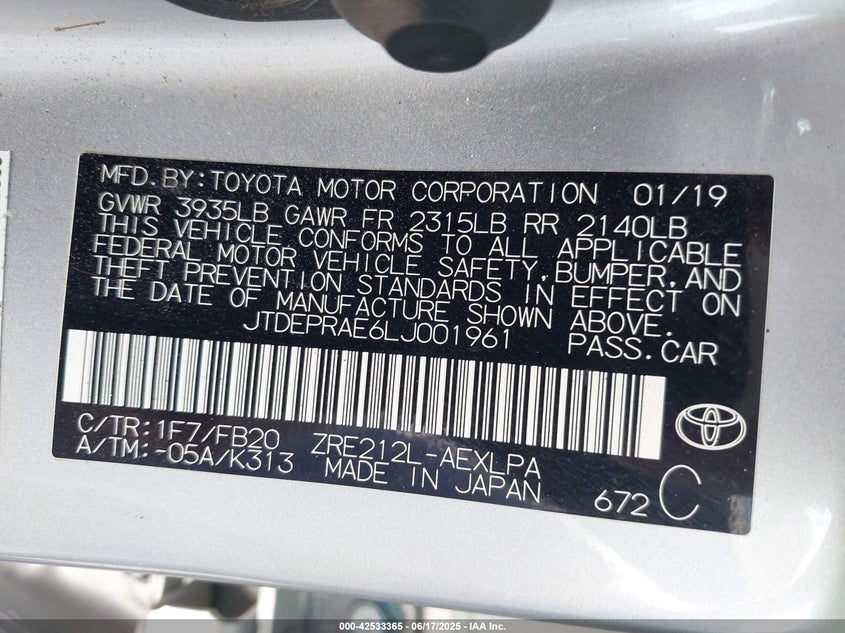 MFD.BY:TOYOTA MOTOR CORPORATION 01/19
GVWR 3935LB GAWR FR 2315LB RR 2140LB
THIS VEHICLE CONFORMS TO ALL APPLICABLE
FEDERAL MOTOR VEHICLE SAFETY,BUMPER,AND
THEFT PREVENTION STANDARDS IN EFFECT ON
THE DATE OF MANUFACTURE SHOWN ABOVE.
JTDEPRAE6LJ001961 PASS.CAR
C/TR:1F7/FB20 ZRE212L-AEXLPA
A/TM:-05A/K313 MADE IN JAPAN
672 C
000-42533365 - 06/17/2025 - IAA Inc.